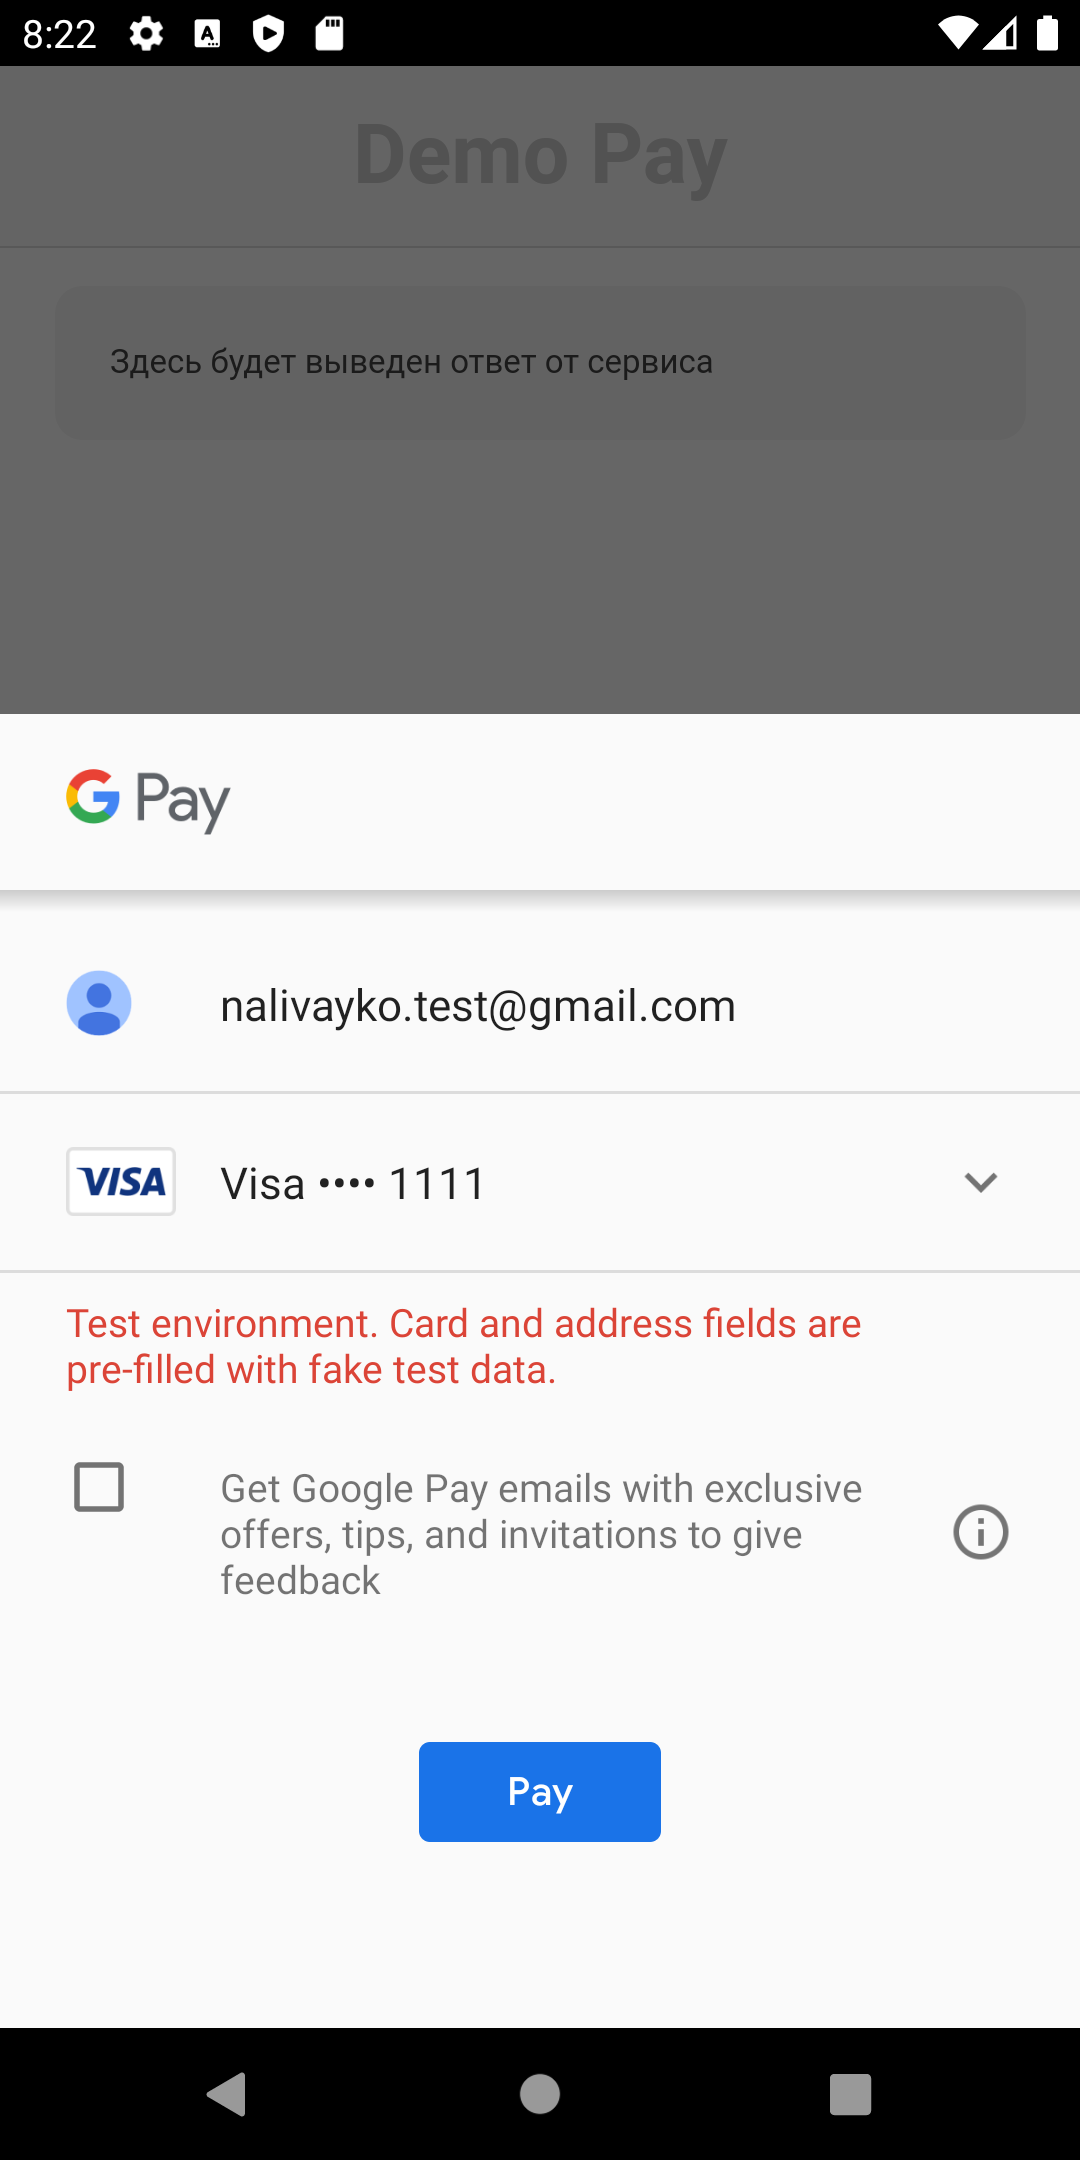 8:22
Demo Pay
Здесь будет выведен ответ от сервиса
G Pay
nalivayko.test@gmail.com
VISA
Visa •••• 1111
Test environment. Card and address fields are
pre-filled with fake test data.
Get Google Pay emails with exclusive
offers, tips, and invitations to give
feedback
Pay